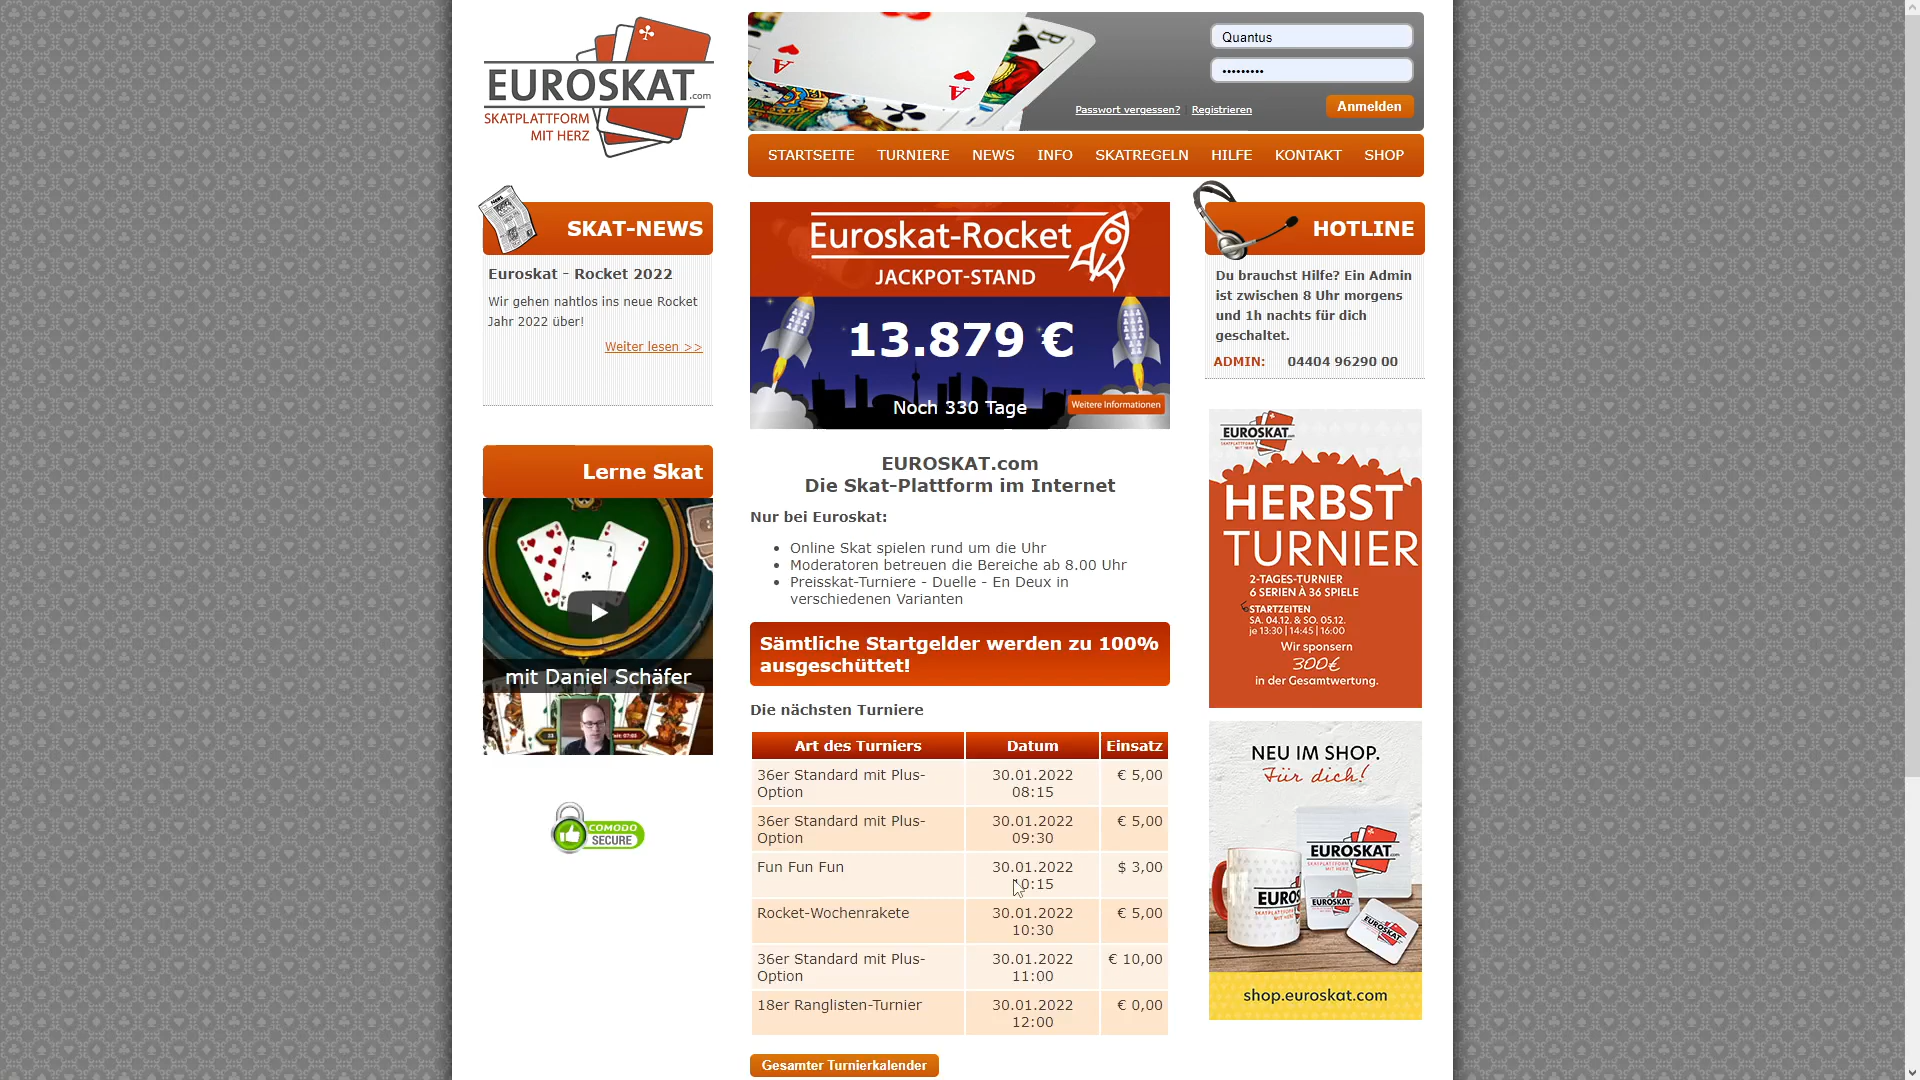 EUROSKAT.com
SKATPLATTFORM
MIT HERZ
Quantus
•••••••••
Passwort vergessen?
Registrieren
Anmelden
STARTSEITE TURNIERE NEWS INFO SKATREGELN HILFE KONTAKT SHOP
SKAT-NEWS
Euroskat - Rocket 2022
Wir gehen nahtlos ins neue Rocket
Jahr 2022 über!
Weiter lesen >>
Lerne Skat
mit Daniel Schäfer
COMODO
SECURE
Euroskat-Rocket
JACKPOT-STAND
13.879 €
Noch 330 Tage
Weitere Informationen
EUROSKAT.com
Die Skat-Plattform im Internet
Nur bei Euroskat:
Online Skat spielen rund um die Uhr
Moderatoren betreuen die Bereiche ab 8.00 Uhr
Preisskat-Turniere - Duelle - En Deux in
verschiedenen Varianten
Sämtliche Startgelder werden zu 100%
ausgeschüttet!
Die nächsten Turniere
Art des Turniers Datum Einsatz
36er Standard mit Plus-
Option
30.01.2022
08:15
€ 5,00
36er Standard mit Plus-
Option
30.01.2022
09:30
€ 5,00
Fun Fun Fun
30.01.2022
10:15
$ 3,00
Rocket-Wochenrakete
30.01.2022
10:30
€ 5,00
36er Standard mit Plus-
Option
30.01.2022
11:00
€ 10,00
18er Ranglisten-Turnier
30.01.2022
12:00
€ 0,00
Gesamter Turnierkalender
HOTLINE
Du brauchst Hilfe? Ein Admin
ist zwischen 8 Uhr morgens
und 1h nachts für dich
geschaltet.
ADMIN: 04404 96290 00
EUROSKAT
HERBST
TURNIER
2-TAGES-TURNIER
6 SERIEN À 36 SPIELE
STARTZEITEN
SA. 04.12. & SO. 05.12.
je 13:30 | 14:45 | 16:00
Wir sponsern
300€
in der Gesamtwertung.
NEU IM SHOP.
Für dich!
EUROSKAT
SKATPLATTFORM
MIT HERZ
EUROSKAT
EUROSKAT
shop.euroskat.com